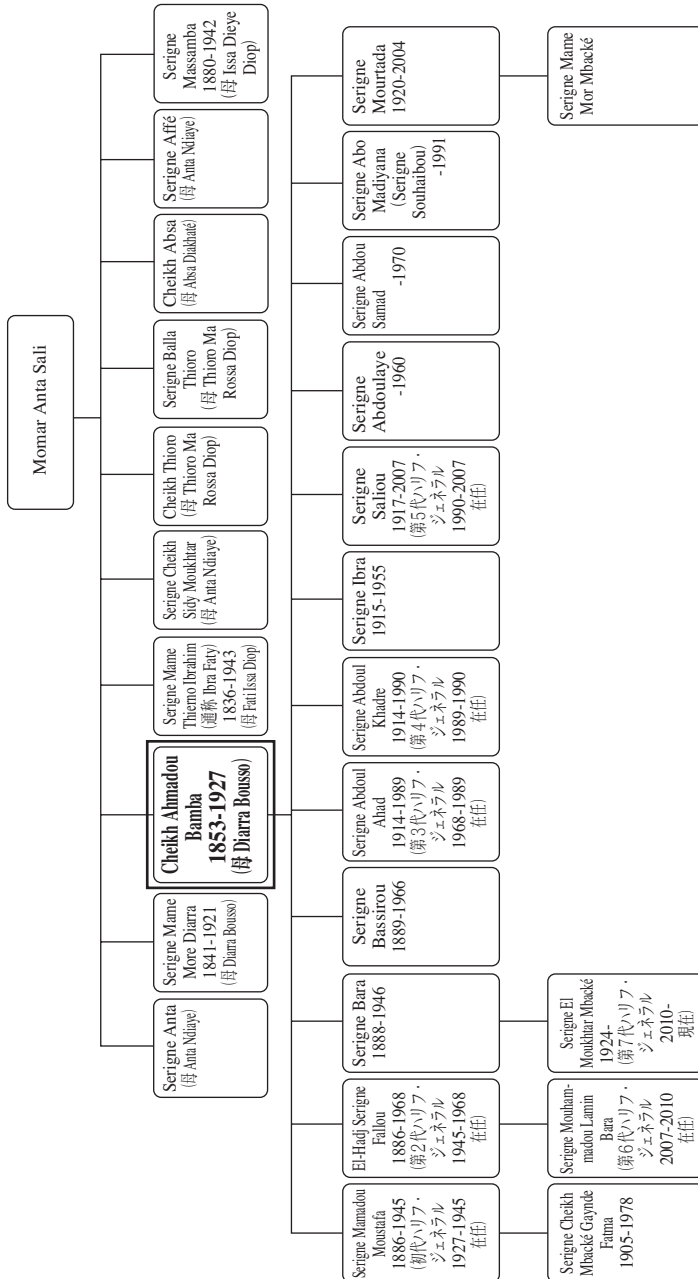 Momar Anta Sali
Serigne Anta
(母 Anta Ndiaye)
Serigne Mame
More Diarra
1841-1921
(母 Diarra Bousso)
Cheikh Ahmadou
Bamba
1853-1927
(母 Diarra Bousso)
Serigne Mame
Thierno Ibrahim
(通称 Ibra Faty)
1836-1943
(母 Fati Issa Diop)
Serigne Cheikh
Sidy Moukhtar
(母 Anta Ndiaye)
Cheikh Thioro
(母 Thioro Ma
Rossa Diop)
Serigne Balla
Thioro
(母 Thioro Ma
Rossa Diop)
Cheikh Absa
(母 Absa Diakhaté)
Serigne Affé
(母 Anta Ndiaye)
Serigne
Massamba
1880-1942
(母 Issa Dieye
Diop)
Serigne Mamadou
Moustafa
1886-1945
(初代ハリフ・
ジェネラル
1927-1945
在任)
El-Hadj Serigne
Fallou
1886-1968
(第2代ハリフ・
ジェネラル
1945-1968
在任)
Serigne Bara
1888-1946
Serigne
Bassirou
1889-1966
Serigne Abdoul
Ahad
1914-1989
(第3代ハリフ・
ジェネラル
1968-1989
在任)
Serigne Abdoul
Khadre
1914-1990
(第4代ハリフ・
ジェネラル
1989-1990
在任)
Serigne Ibra
1915-1955
Serigne
Saliou
1917-2007
(第5代ハリフ・
ジェネラル
1990-2007
在任)
Serigne
Abdoulaye
-1960
Serigne Abdou
Samad
-1970
Serigne Abo
Madiyana
(Serigne
Souhaibou)
-1991
Serigne
Mourtada
1920-2004
Serigne Cheikh
Mbacké Gaynde
Fatma
1905-1978
Serigne Mouham-
madou Lamin
Bara
(第6代ハリフ・
ジェネラル
2007-2010
在任)
Serigne El
Moukhtar Mbacké
1924-
(第7代ハリフ・
ジェネラル
2010-
現在)
Serigne Mame
Mor Mbacké